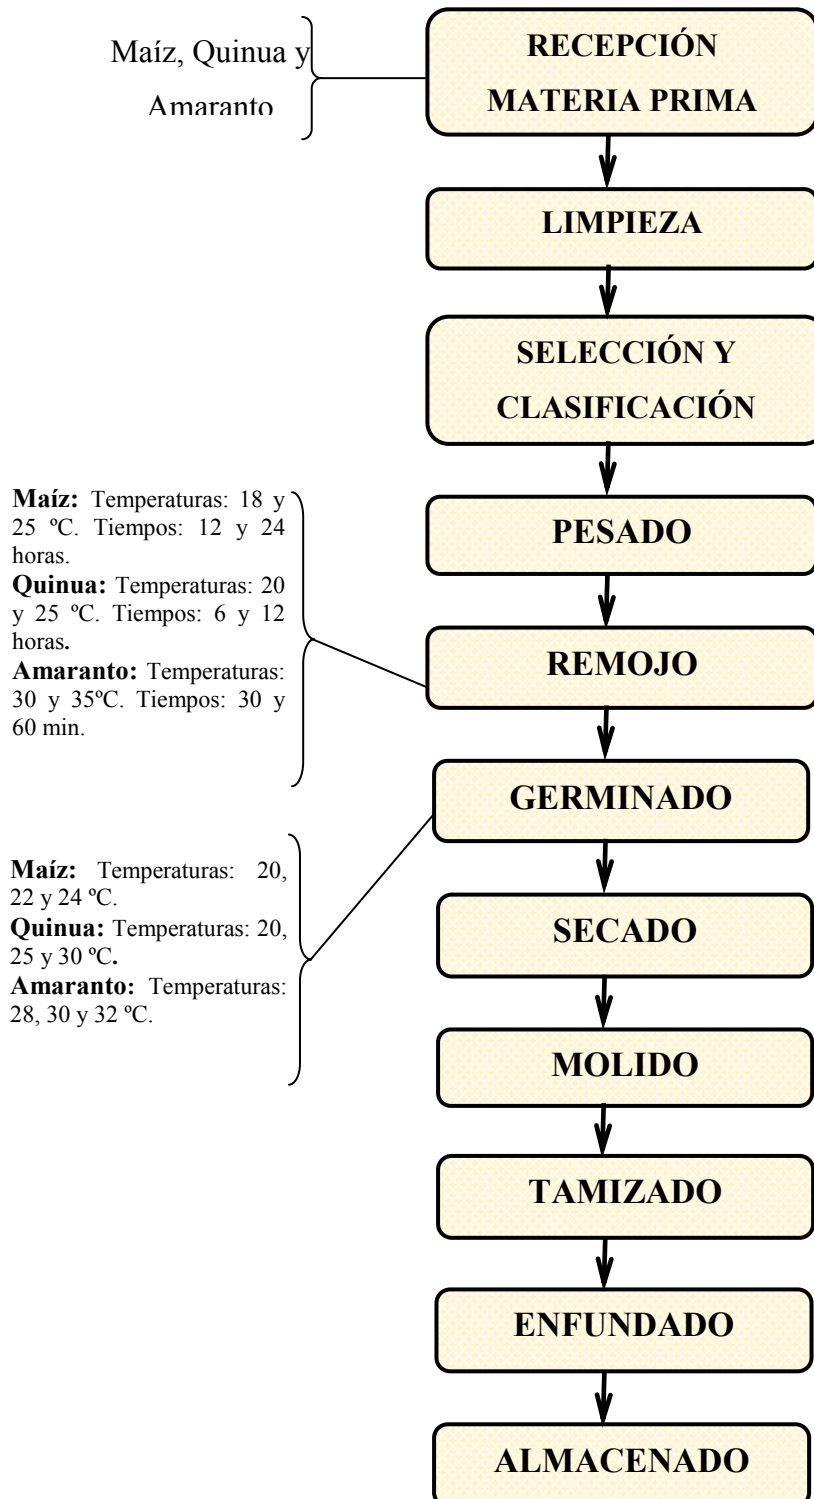 Maíz, Quinua y
Amaranto
RECEPCIÓN
MATERIA PRIMA
LIMPIEZA
SELECCIÓN Y
CLASIFICACIÓN
PESADO
Maíz: Temperaturas: 18 y
25 ºC. Tiempos: 12 y 24
horas.
Quinua: Temperaturas: 20
y 25 ºC. Tiempos: 6 y 12
horas.
Amaranto: Temperaturas:
30 y 35ºC. Tiempos: 30 y
60 min.
REMOJO
GERMINADO
Maíz: Temperaturas: 20,
22 y 24 ºC.
Quinua: Temperaturas: 20,
25 y 30 ºC.
Amaranto: Temperaturas:
28, 30 y 32 ºC.
SECADO
MOLIDO
TAMIZADO
ENFUNDADO
ALMACENADO